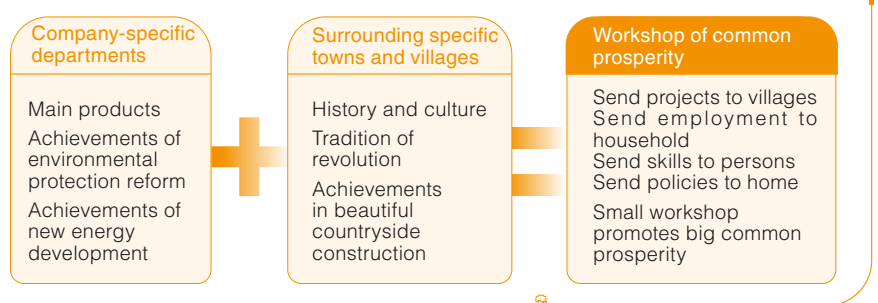 Company-specific
departments
Main products
Achievements of
environmental
protection reform
Achievements of
new energy
development
Surrounding specific
towns and villages
History and culture
Tradition of
revolution
Achievements
in beautiful
countryside
construction
Workshop of common
prosperity
Send projects to villages
Send employment to
household
Send skills to persons
Send policies to home
Small workshop
promotes big common
prosperity